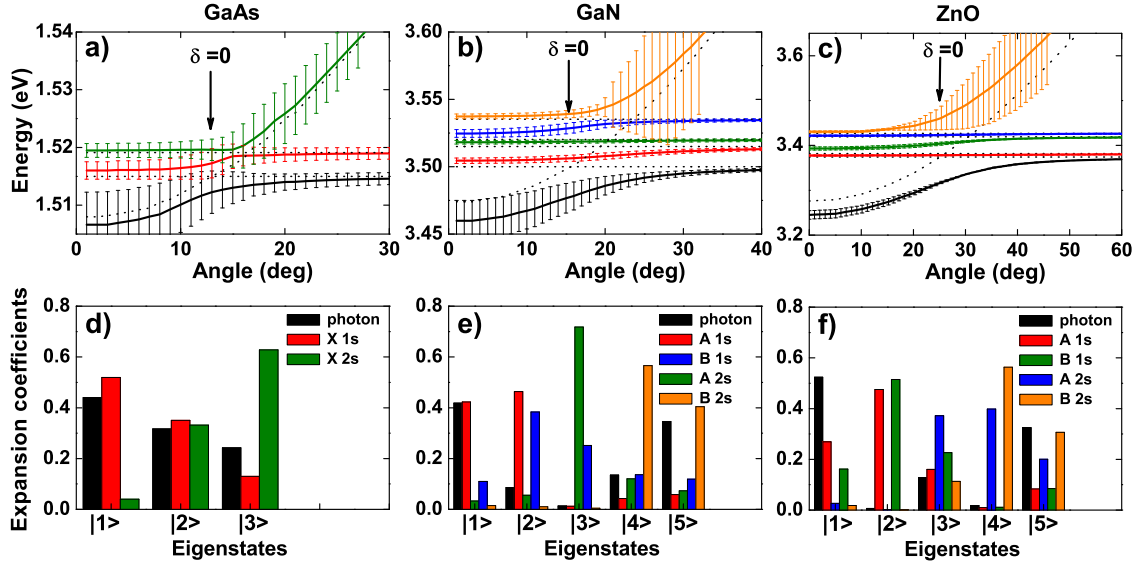 GaAs
GaN
ZnO
a)
δ =0
1.54
1.53
1.52
1.51
Energy (eV)
0
10
20
30
Angle (deg)
b)
δ =0
3.60
3.55
3.50
3.45
0
10
20
30
40
Angle (deg)
c)
δ =0
3.6
3.4
3.2
0
10
20
30
40
50
60
Angle (deg)
d)
photon
X 1s
X 2s
0.8
0.6
0.4
0.2
0.0
Expansion coefficients
|1>
|2>
|3>
Eigenstates
e)
photon
A 1s
B 1s
A 2s
B 2s
0.8
0.6
0.4
0.2
0.0
|1>
|2>
|3>
|4>
|5>
Eigenstates
f)
photon
A 1s
B 1s
A 2s
B 2s
0.8
0.6
0.4
0.2
0.0
|1>
|2>
|3>
|4>
|5>
Eigenstates